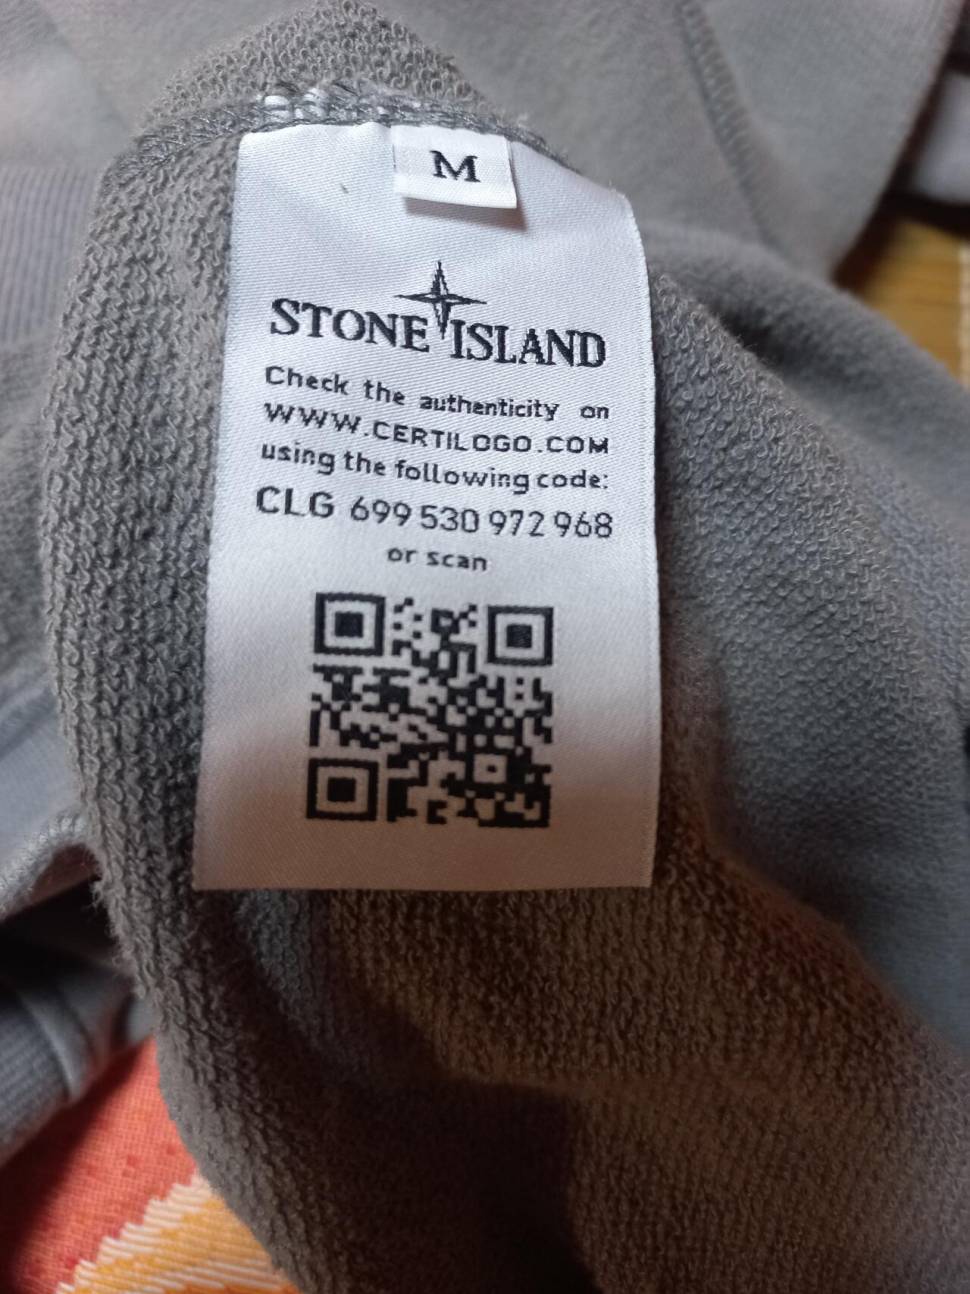 M
STONE ISLAND
Check the authenticity on
WWW.CERTILOGO.COM
using the following code:
CLG 699 530 972 968
or scan